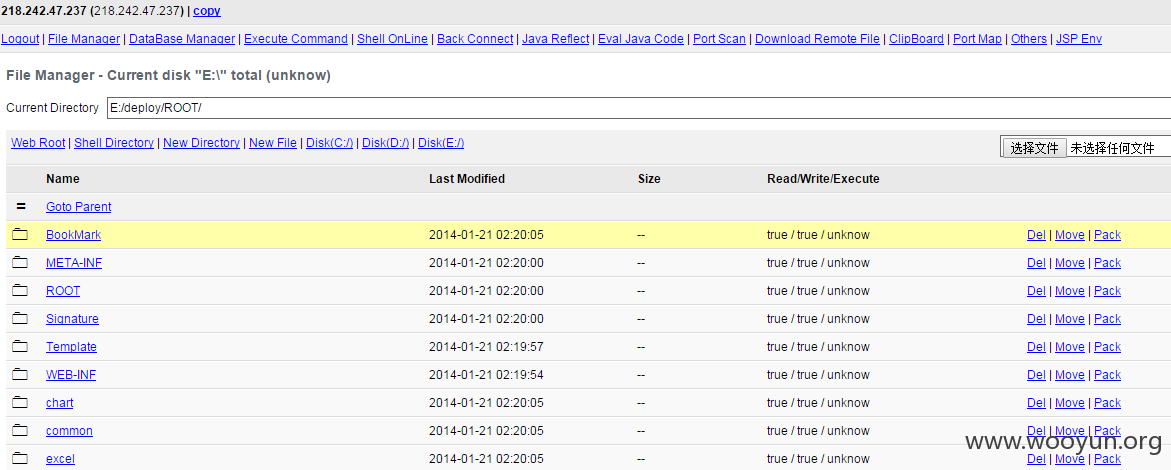 218.242.47.237 (218.242.47.237) | copy
Logout | File Manager | DataBase Manager | Execute Command | Shell OnLine | Back Connect | Java Reflect | Eval Java Code | Port Scan | Download Remote File | ClipBoard | Port Map | Others | JSP Env
File Manager - Current disk "E:\" total (unknow)
Current Directory E:/deploy/ROOT/
Web Root | Shell Directory | New Directory | New File | Disk(C:/) | Disk(D:/) | Disk(E:/) 选择文件 未选择任何文件
Name Last Modified Size Read/Write/Execute
= Goto Parent
BookMark 2014-01-21 02:20:05 -- true / true / unknow Del | Move | Pack
META-INF 2014-01-21 02:20:00 -- true / true / unknow Del | Move | Pack
ROOT 2014-01-21 02:20:00 -- true / true / unknow Del | Move | Pack
Signature 2014-01-21 02:20:00 -- true / true / unknow Del | Move | Pack
Template 2014-01-21 02:19:57 -- true / true / unknow Del | Move | Pack
WEB-INF 2014-01-21 02:19:54 -- true / true / unknow Del | Move | Pack
chart 2014-01-21 02:20:05 -- true / true / unknow Del | Move | Pack
common 2014-01-21 02:20:05 -- true / true / unknow Del | Move | Pack
www.wooyun.org
excel 2014-01-21 02:20:05 -- true / true / unknow Del | Move | Pack